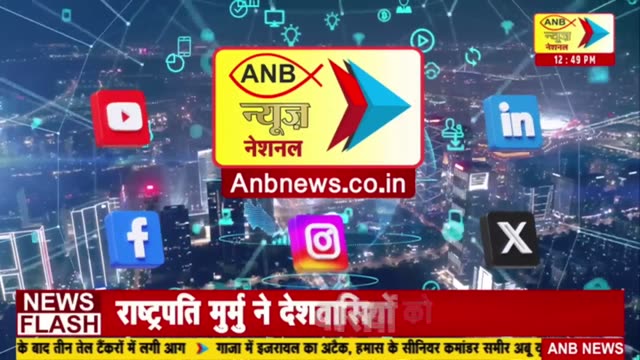 ANB
न्यूज़
नेशनल
12:49 PM
ANB
न्यूज़
नेशनल
Anbnews.co.in
in
f
X
NEWS
FLASH
राष्ट्रपति मुर्मु ने देशवासियों को
के बाद तीन तेल टैंकरों में लगी आग
गाजा में इजरायल का अटैक, हमास के सीनियर कमांडर समीर अबू
ANB NEWS